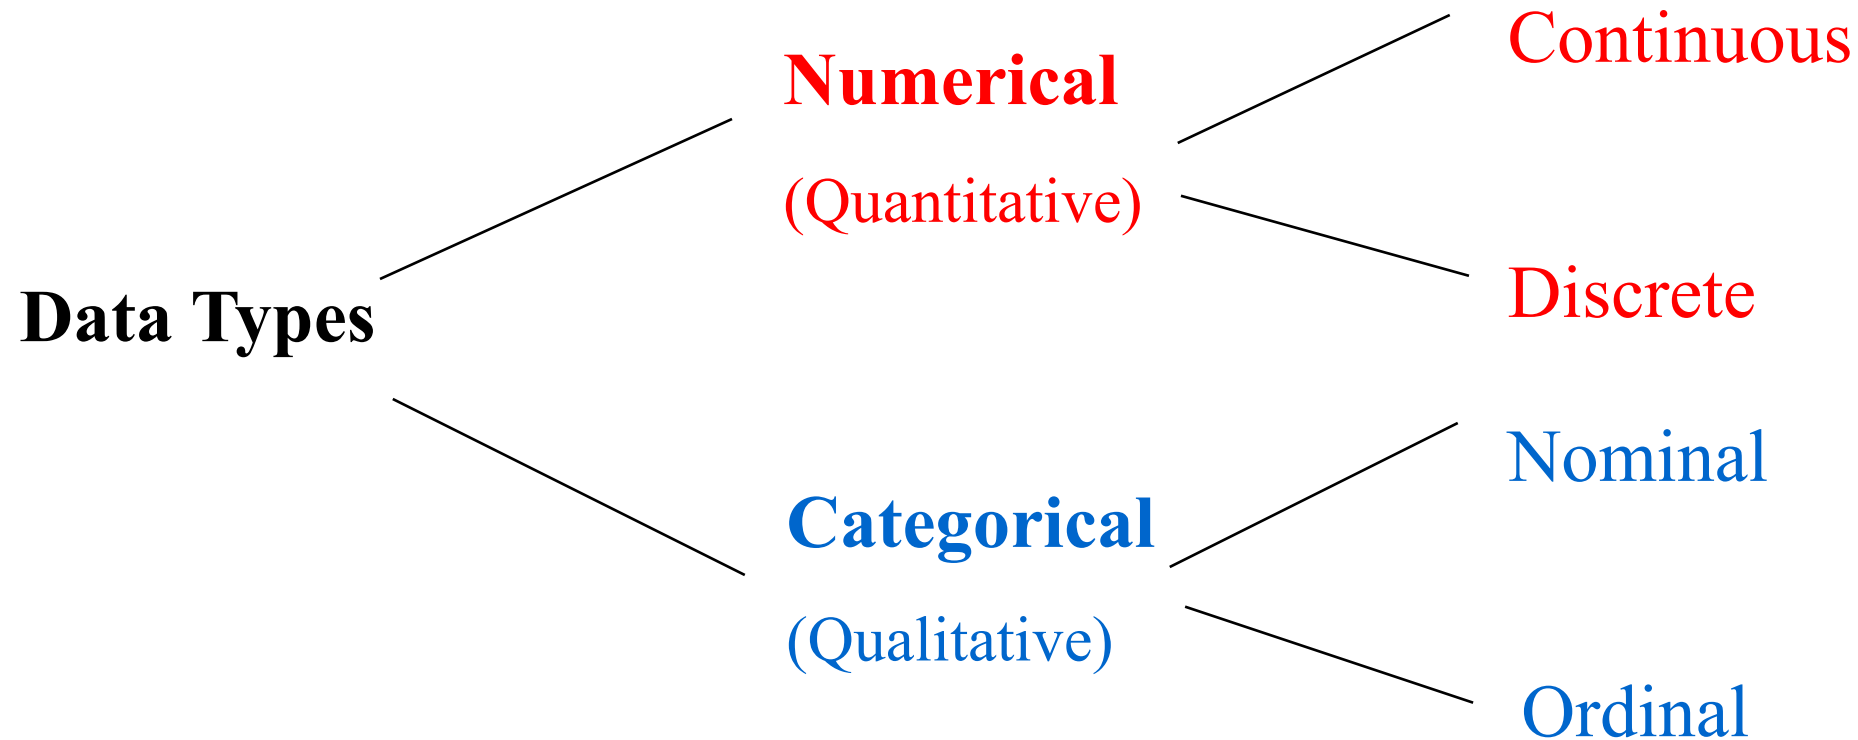 Data Types
Numerical
(Quantitative)
Continuous
Discrete
Categorical
(Qualitative)
Nominal
Ordinal